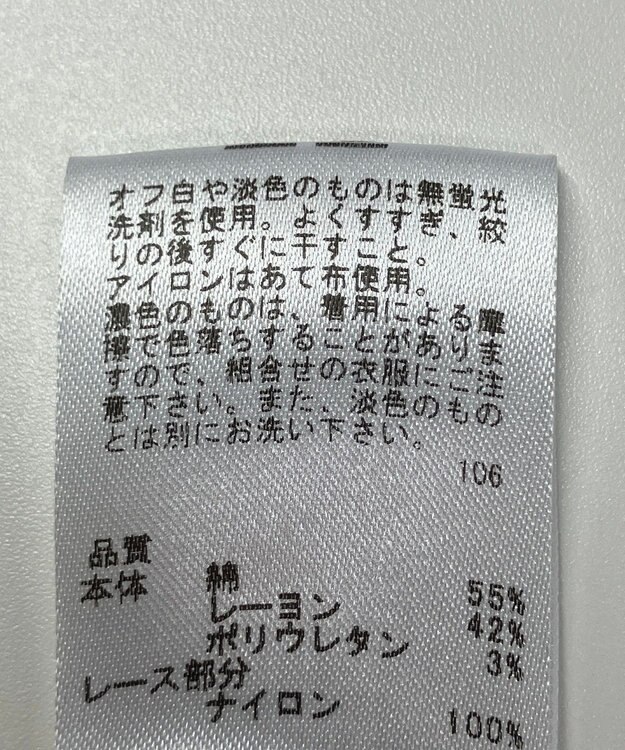 オフ白や淡色のものは無蛍光
洗剤を使用。よくすすぎ、絞
りの後すぐに干すこと。
アイロンはあて布使用。
濃色のものは、着用による摩
擦で色落ちすることがありま
すので、組合せの衣服にご注
意下さい。また、淡色のもの
とは別にお洗い下さい。
106
品質
本体 綿 55%
レーヨン 42%
ポリウレタン 3%
レース部分
ナイロン 100%